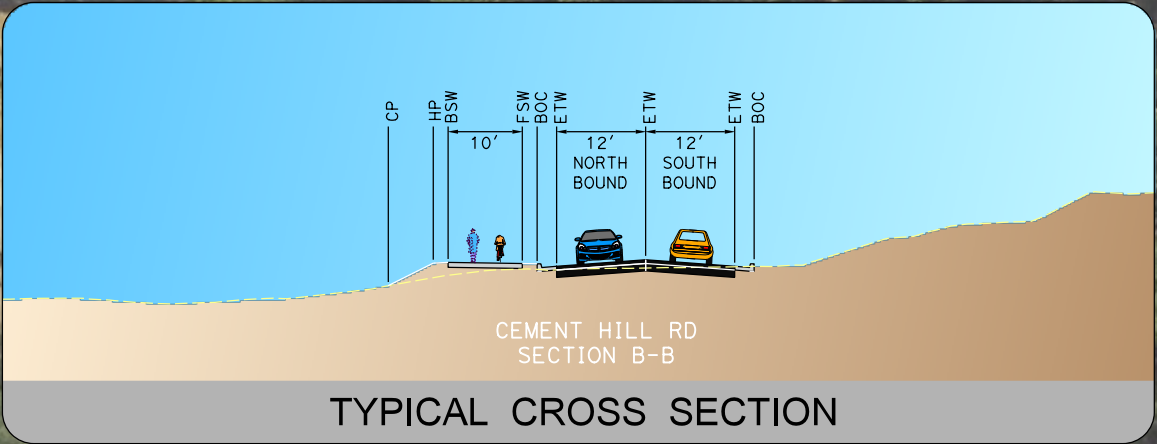 CP
HP
BSW
FSW
BOC
ETW
ETW
ETW
BOC
10'
12'
NORTH
BOUND
12'
SOUTH
BOUND
CEMENT HILL RD
SECTION B-B
TYPICAL CROSS SECTION